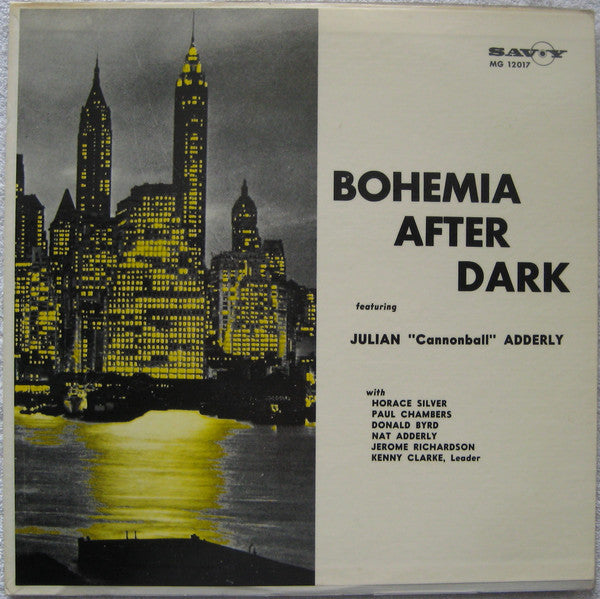 SAVOY
MG 12017
BOHEMIA
AFTER
DARK
featuring
JULIAN "Cannonball" ADDERLY
with
HORACE SILVER
PAUL CHAMBERS
DONALD BYRD
NAT ADDERLY
JEROME RICHARDSON
KENNY CLARKE, Leader